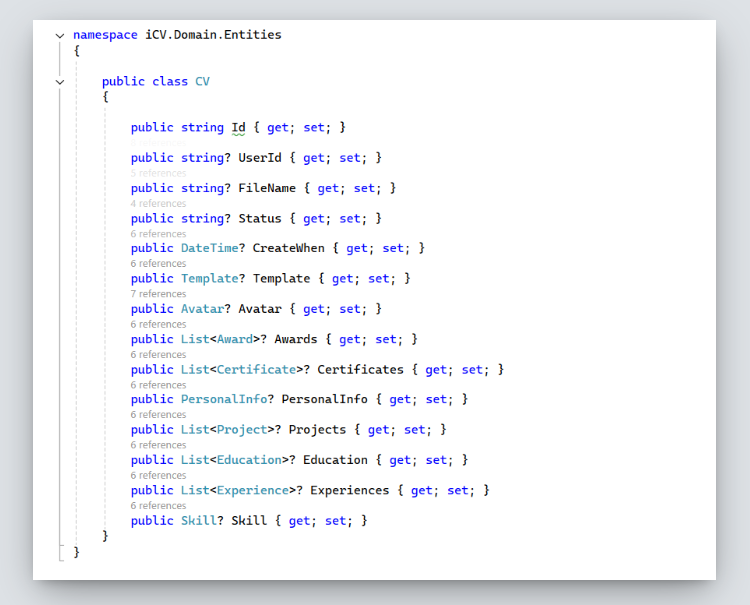 namespace iCV.Domain.Entities
{
public class CV
{
public string Id { get; set; }
public string? UserId { get; set; }
5 references
public string? FileName { get; set; }
4 references
public string? Status { get; set; }
6 references
public DateTime? CreateWhen { get; set; }
6 references
public Template? Template { get; set; }
7 references
public Avatar? Avatar { get; set; }
6 references
public List<Award>? Awards { get; set; }
6 references
public List<Certificate>? Certificates { get; set; }
6 references
public PersonalInfo? PersonalInfo { get; set; }
6 references
public List<Project>? Projects { get; set; }
6 references
public List<Education>? Education { get; set; }
6 references
public List<Experience>? Experiences { get; set; }
6 references
public Skill? Skill { get; set; }
}
}